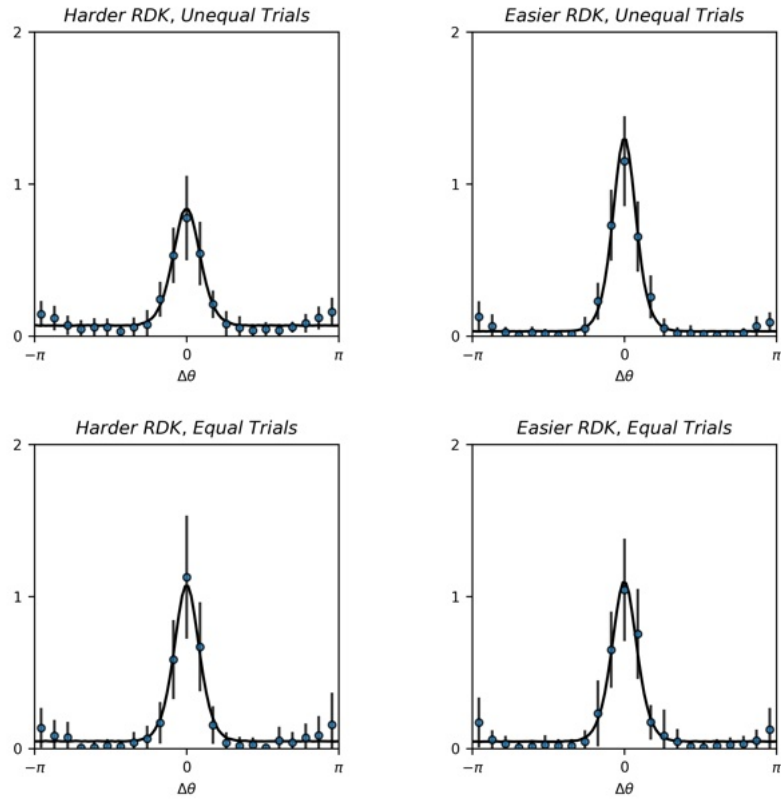 Harder RDK, Unequal Trials
2
1
0
−π 0 π
Δθ
Easier RDK, Unequal Trials
2
1
0
−π 0 π
Δθ
Harder RDK, Equal Trials
2
1
0
−π 0 π
Δθ
Easier RDK, Equal Trials
2
1
0
−π 0 π
Δθ